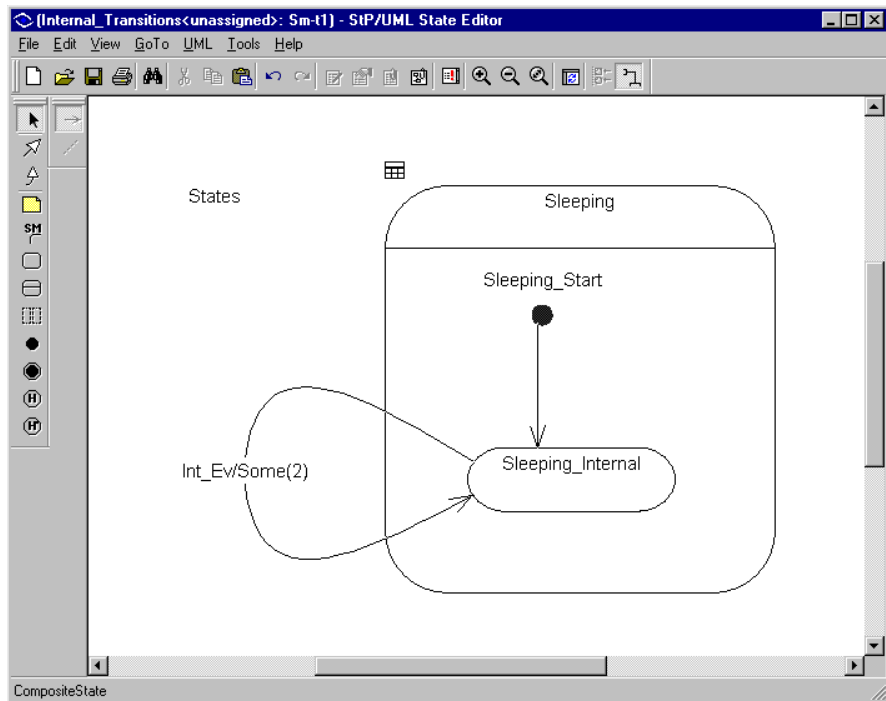 (Internal_Transitions<unassigned>: Sm-t1) - StP/UML State Editor
File Edit View GoTo UML Tools Help
States
Sleeping
Sleeping_Start
SM
Int_Ev/Some(2)
Sleeping_Internal
H
H*
CompositeState